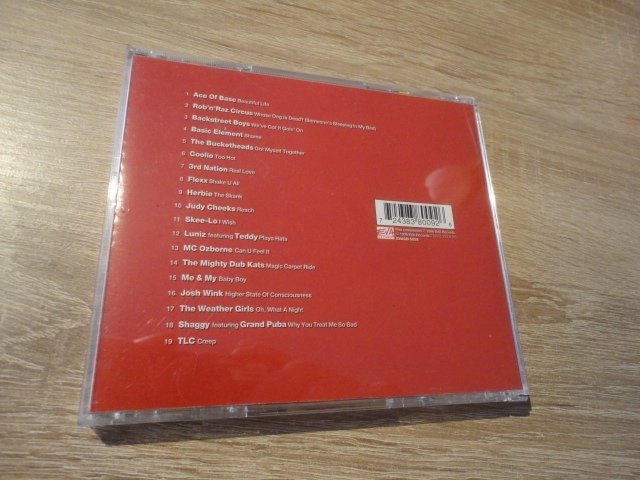 1 Ace Of Base Beautiful Life
2 Rob'n'Raz Circus Whose Dog Is Dead? (Someone's Sleeping In My Bed)
3 Backstreet Boys We've Got It Goin' On
4 Basic Element Shame
5 The Bucketheads Got Myself Together
6 Coolio Too Hot
7 3rd Nation Real Love
8 Flexx Shake U All
9 Herbie The Skank
10 Judy Cheeks Reach
11 Skee-Lo I Wish
12 Luniz featuring Teddy Playa Hata
13 MC Ozborne Can U Feel It
14 The Mighty Dub Kats Magic Carpet Ride
15 Me & My Baby Boy
16 Josh Wink Higher State Of Consciousness
17 The Weather Girls Oh, What A Night
18 Shaggy featuring Grand Puba Why You Treat Me So Bad
19 TLC Creep
7 24383 80092 6